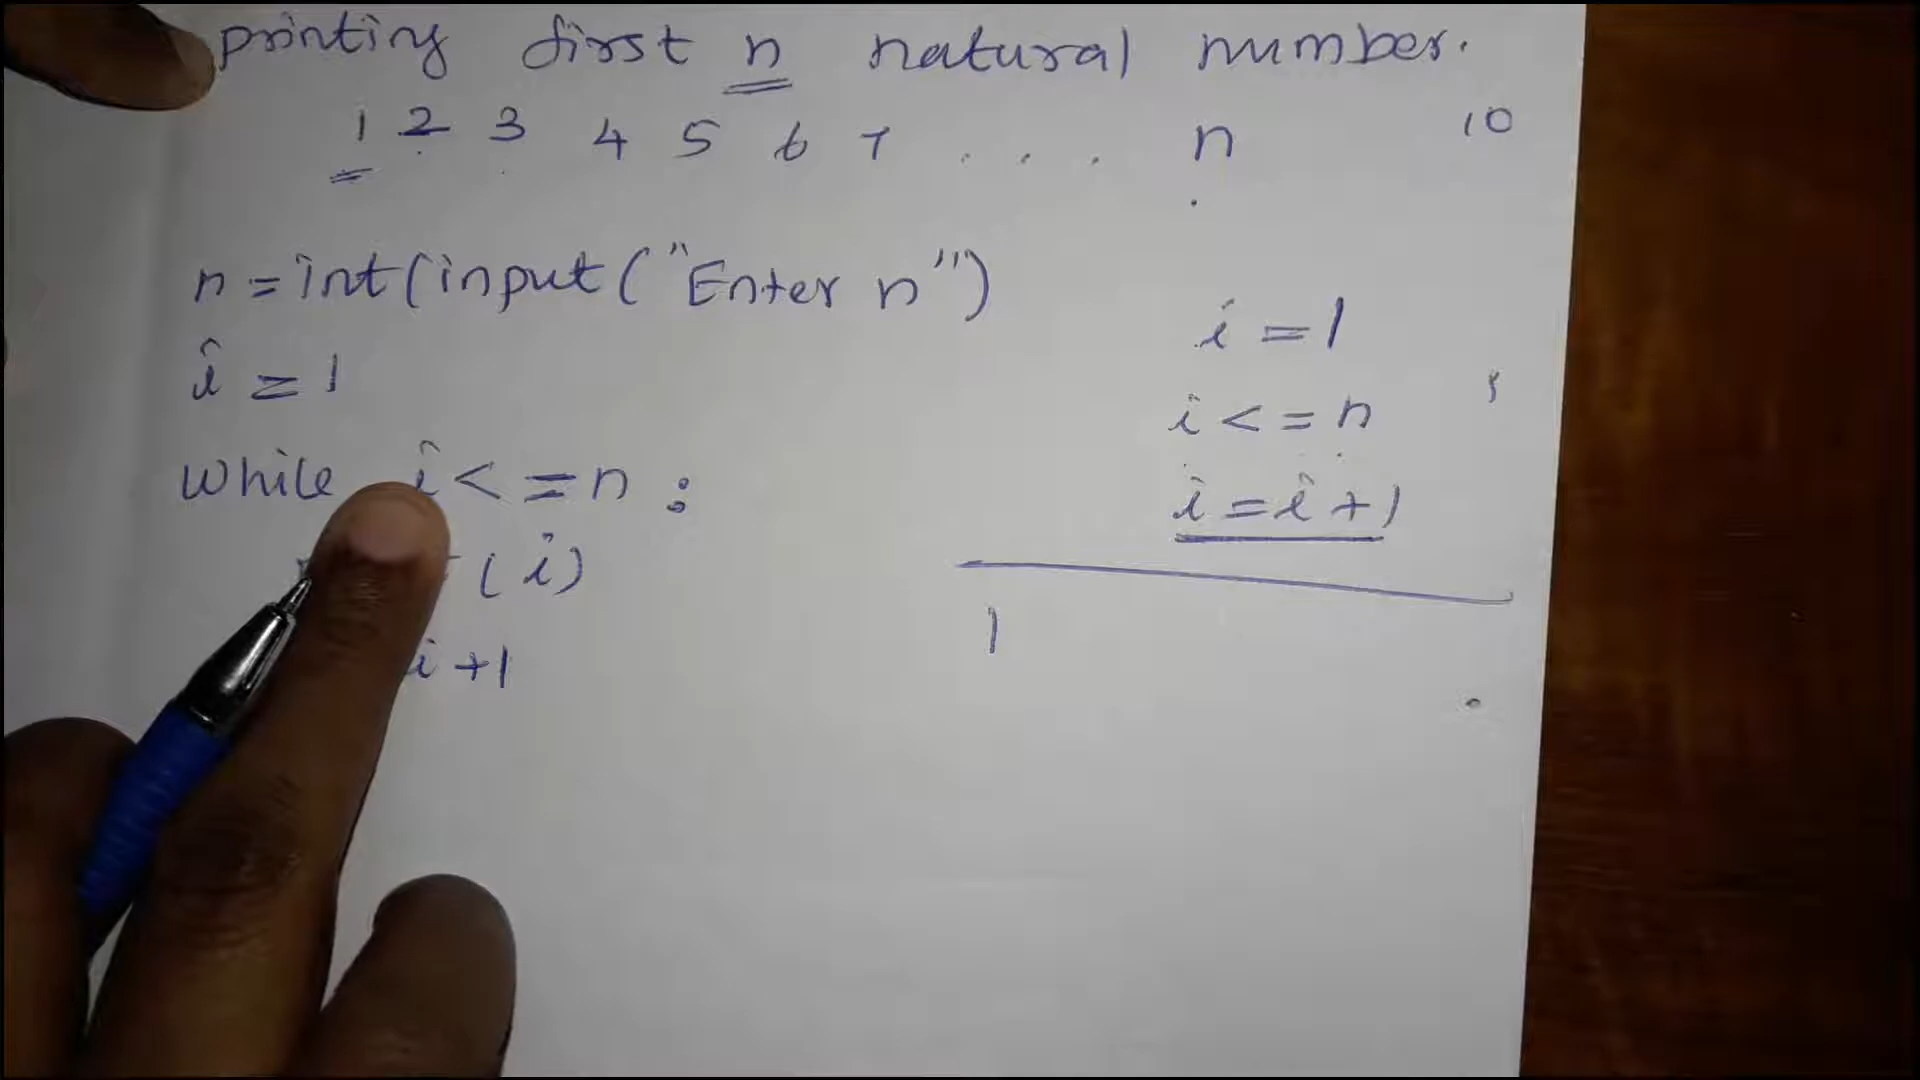 printing first n natural number.
1 2 3 4 5 6 7 . . . n 10
n = int(input("Enter n")
i = 1
while i <= n :
(i)
i + 1
i = 1
i <= n
i = i + 1
1